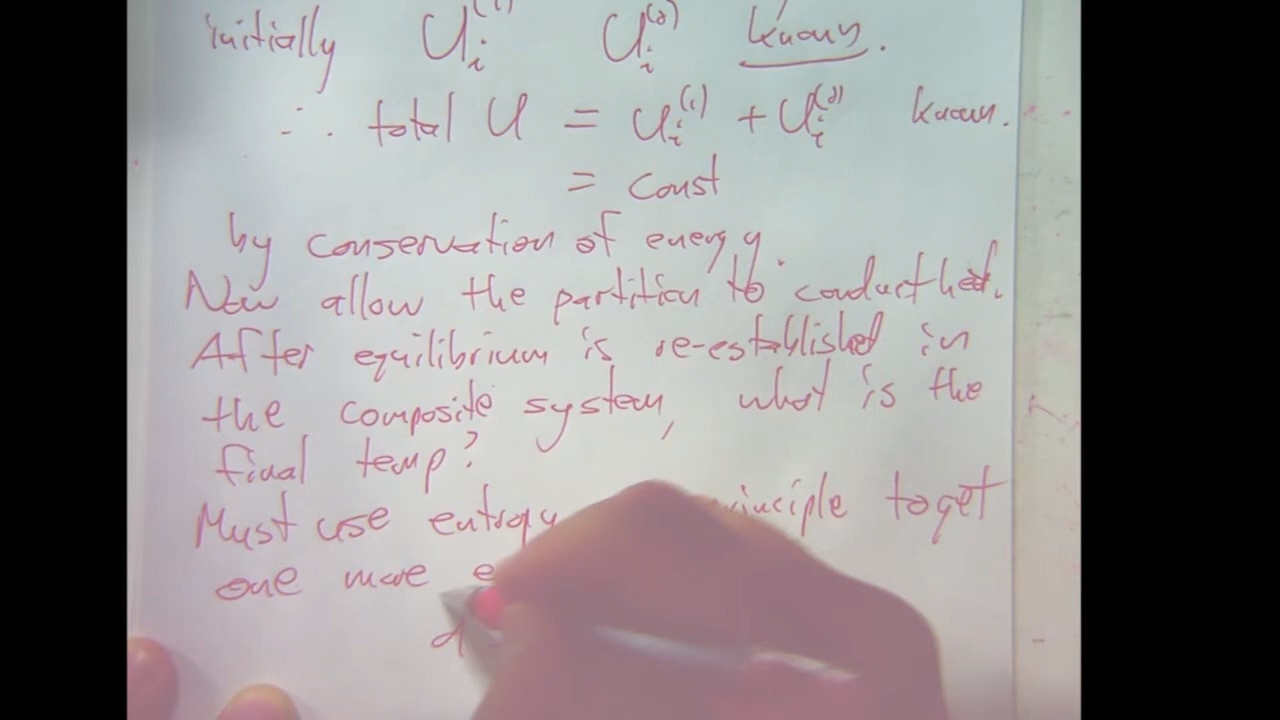 initially U_i^(1) U_i^(2) known.
∴ total U = U_i^(1) + U_i^(2) known.
= const
by conservation of energy.
Now allow the partition to conduct heat.
After equilibrium is re-established in
the composite system, what is the
final temp?
Must use entropy to get
one more
d